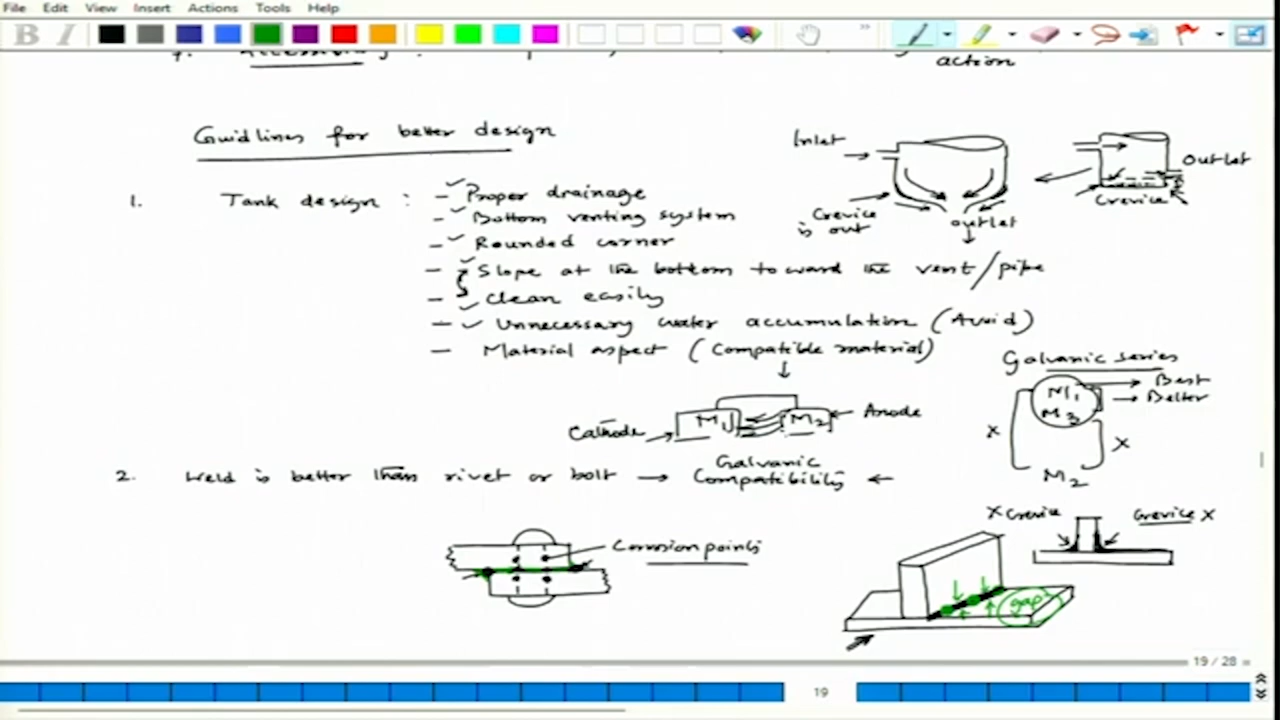 File Edit View Insert Actions Tools Help
B I
action
Guidlines for better design
1. Tank design : - Proper drainage
- Bottom venting system
- Rounded corner
- Slope at the bottom toward the vent/pipe
- Clean easily
- Unnecessary water accumulation (Avoid)
- Material aspect (Compatible material)
Inlet
Crevice is out
outlet
Outlet
Crevice
Cathode
M1
M2
Anode
Galvanic series
M1
M3
Best
Better
X
X
M2
2. Weld is better than rivet or bolt → Galvanic Compatibility ←
Corrosion points
X Crevice
Crevice X
gap
19 / 28
19